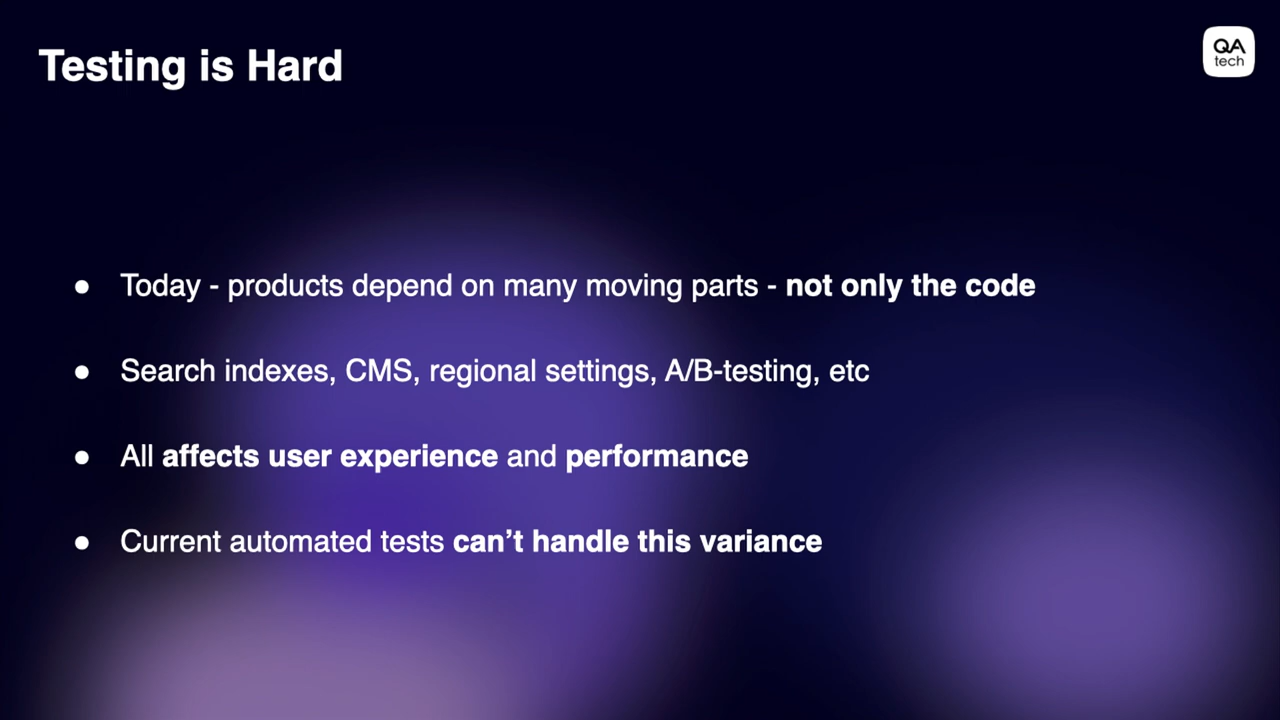 Testing is Hard
QA
tech
● Today - products depend on many moving parts - not only the code
● Search indexes, CMS, regional settings, A/B-testing, etc
● All affects user experience and performance
● Current automated tests can’t handle this variance